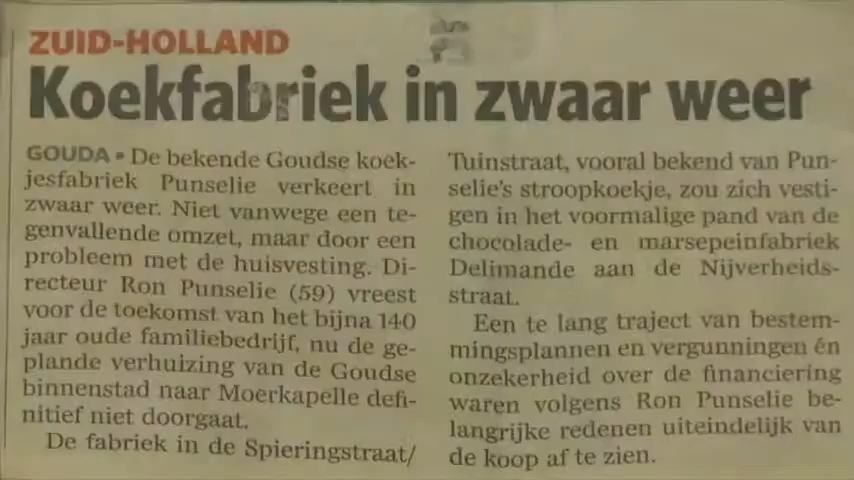 ZUID-HOLLAND
Koekfabriek in zwaar weer
GOUDA ▪ De bekende Goudse koek-
jesfabriek Punselie verkeert in
zwaar weer. Niet vanwege een te-
genvallende omzet, maar door een
probleem met de huisvesting. Di-
recteur Ron Punselie (59) vreest
voor de toekomst van het bijna 140
jaar oude familiebedrijf, nu de ge-
plande verhuizing van de Goudse
binnenstad naar Moerkapelle defi-
nitief niet doorgaat.
De fabriek in de Spieringstraat/
Tuinstraat, vooral bekend van Pun-
selie's stroopkoekje, zou zich vesti-
gen in het voormalige pand van de
chocolade- en marsepeinfabriek
Delimande aan de Nijverheids-
straat.
Een te lang traject van bestem-
mingsplannen en vergunningen én
onzekerheid over de financiering
waren volgens Ron Punselie be-
langrijke redenen uiteindelijk van
de koop af te zien.